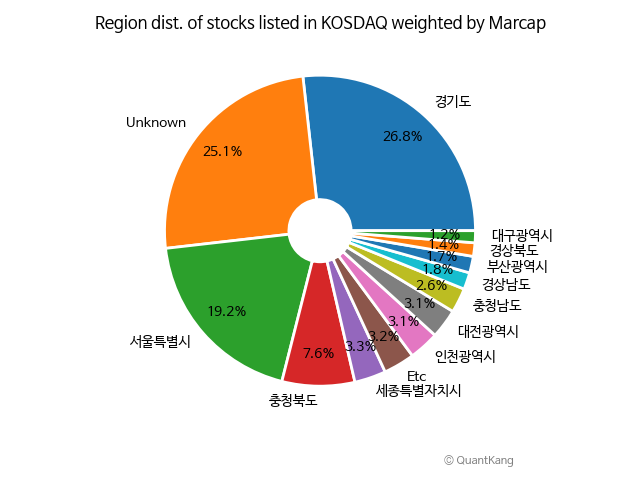 Region dist. of stocks listed in KOSDAQ weighted by Marcap
경기도
26.8%
Unknown
25.1%
서울특별시
19.2%
충청북도
7.6%
세종특별자치시
3.3%
Etc
3.2%
인천광역시
3.1%
대전광역시
3.1%
충청남도
2.6%
경상남도
1.8%
부산광역시
1.7%
경상북도
1.4%
대구광역시
1.2%
© QuantKang